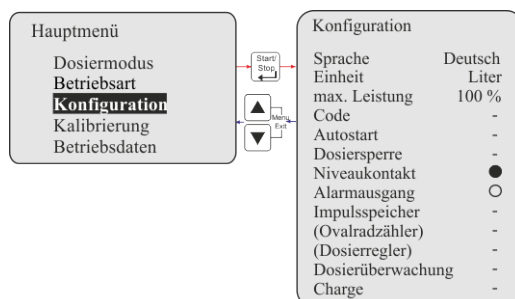 Hauptmenü
Dosiermodus
Betriebsart
Konfiguration
Kalibrierung
Betriebsdaten
Start/
Stop
Menu
Exit
Konfiguration
Sprache Deutsch
Einheit Liter
max. Leistung 100 %
Code -
Autostart -
Dosiersperre -
Niveaukontakt
Alarmausgang
Impulsspeicher -
(Ovalradzähler) -
(Dosierregler) -
Dosierüberwachung -
Charge -